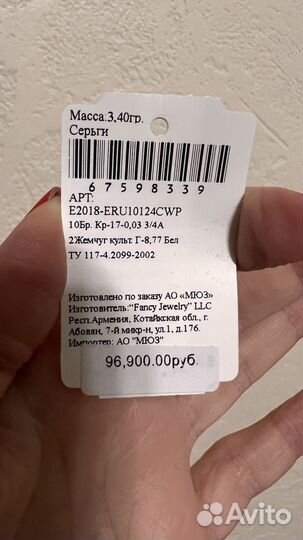 Масса.3,40гр.
Серьги
67598339
АРТ:
E2018-ERU10124CWP
10Бр. Кр-17-0,03 3/4А
2Жемчуг культ. Г-8,77 Бел
ТУ 117-4.2099-2002
Изготовлено по заказу АО «МЮЗ»
Изготовитель:"Fancy Jewelry" LLC
Респ.Армения, Котайкская обл., г.
Абовян, 7-й микр-н, ул.1, д.176.
Импортер: АО "МЮЗ"
96,900.00руб.
Avito